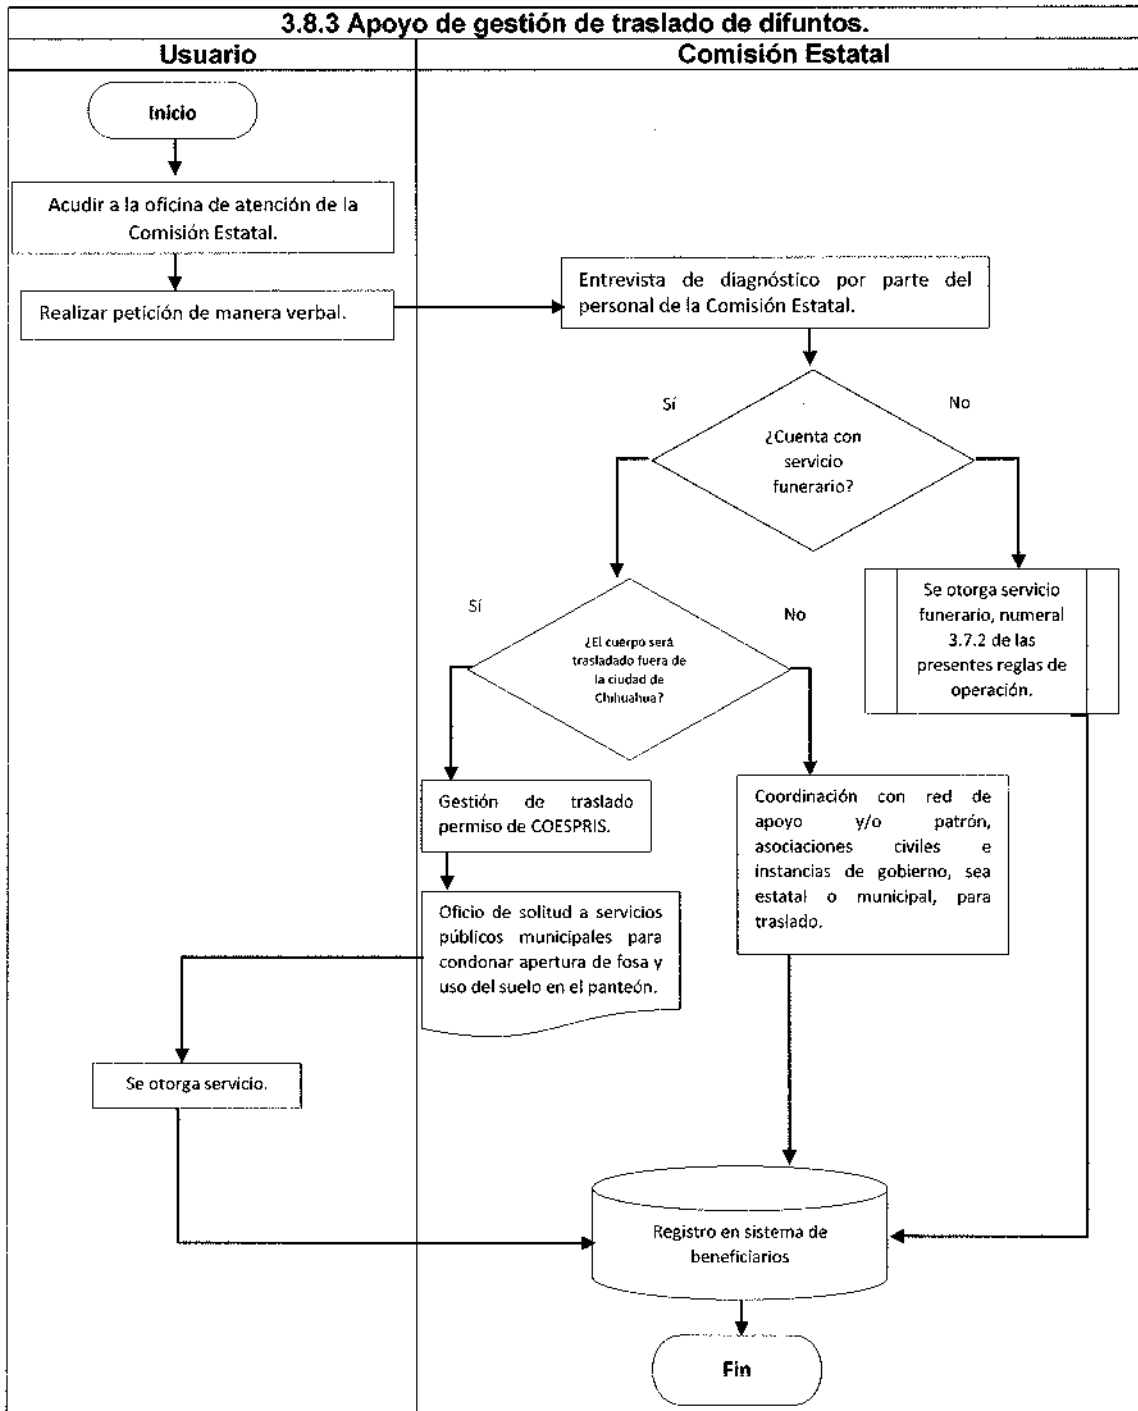 3.8.3 Apoyo de gestión de traslado de difuntos.
Usuario
Comisión Estatal
Inicio
Acudir a la oficina de atención de la
Comisión Estatal.
Realizar petición de manera verbal.
Entrevista de diagnóstico por parte del
personal de la Comisión Estatal.
Sí
No
¿Cuenta con
servicio
funerario?
Sí
No
¿El cuerpo será
trasladado fuera de
la ciudad de
Chihuahua?
Se otorga servicio
funerario, numeral
3.7.2 de las
presentes reglas de
operación.
Gestión de traslado
permiso de COESPRIS.
Coordinación con red de
apoyo y/o patrón,
asociaciones civiles e
instancias de gobierno, sea
estatal o municipal, para
traslado.
Oficio de solitud a servicios
públicos municipales para
condonar apertura de fosa y
uso del suelo en el panteón.
Se otorga servicio.
Registro en sistema de
beneficiarios
Fin